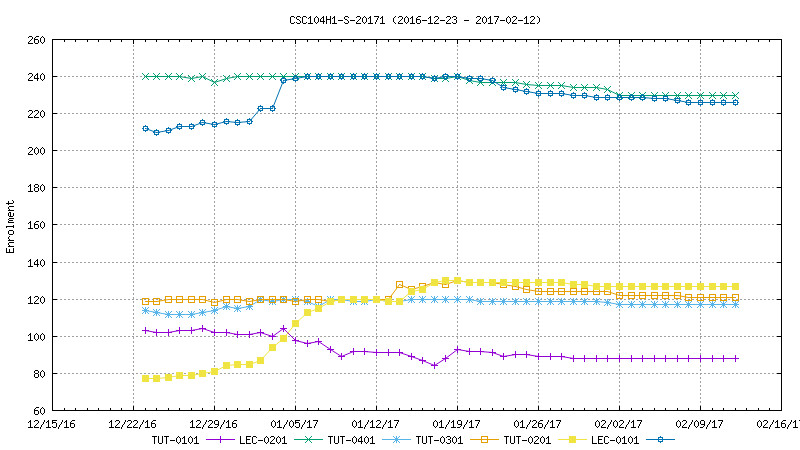 CSC104H1-S-20171 (2016-12-23 - 2017-02-12)
260
240
220
200
180
160
140
120
100
80
60
Enrolment
12/15/16 12/22/16 12/29/16 01/05/17 01/12/17 01/19/17 01/26/17 02/02/17 02/09/17 02/16/17
TUT-0101 LEC-0201 TUT-0401 TUT-0301 TUT-0201 LEC-0101